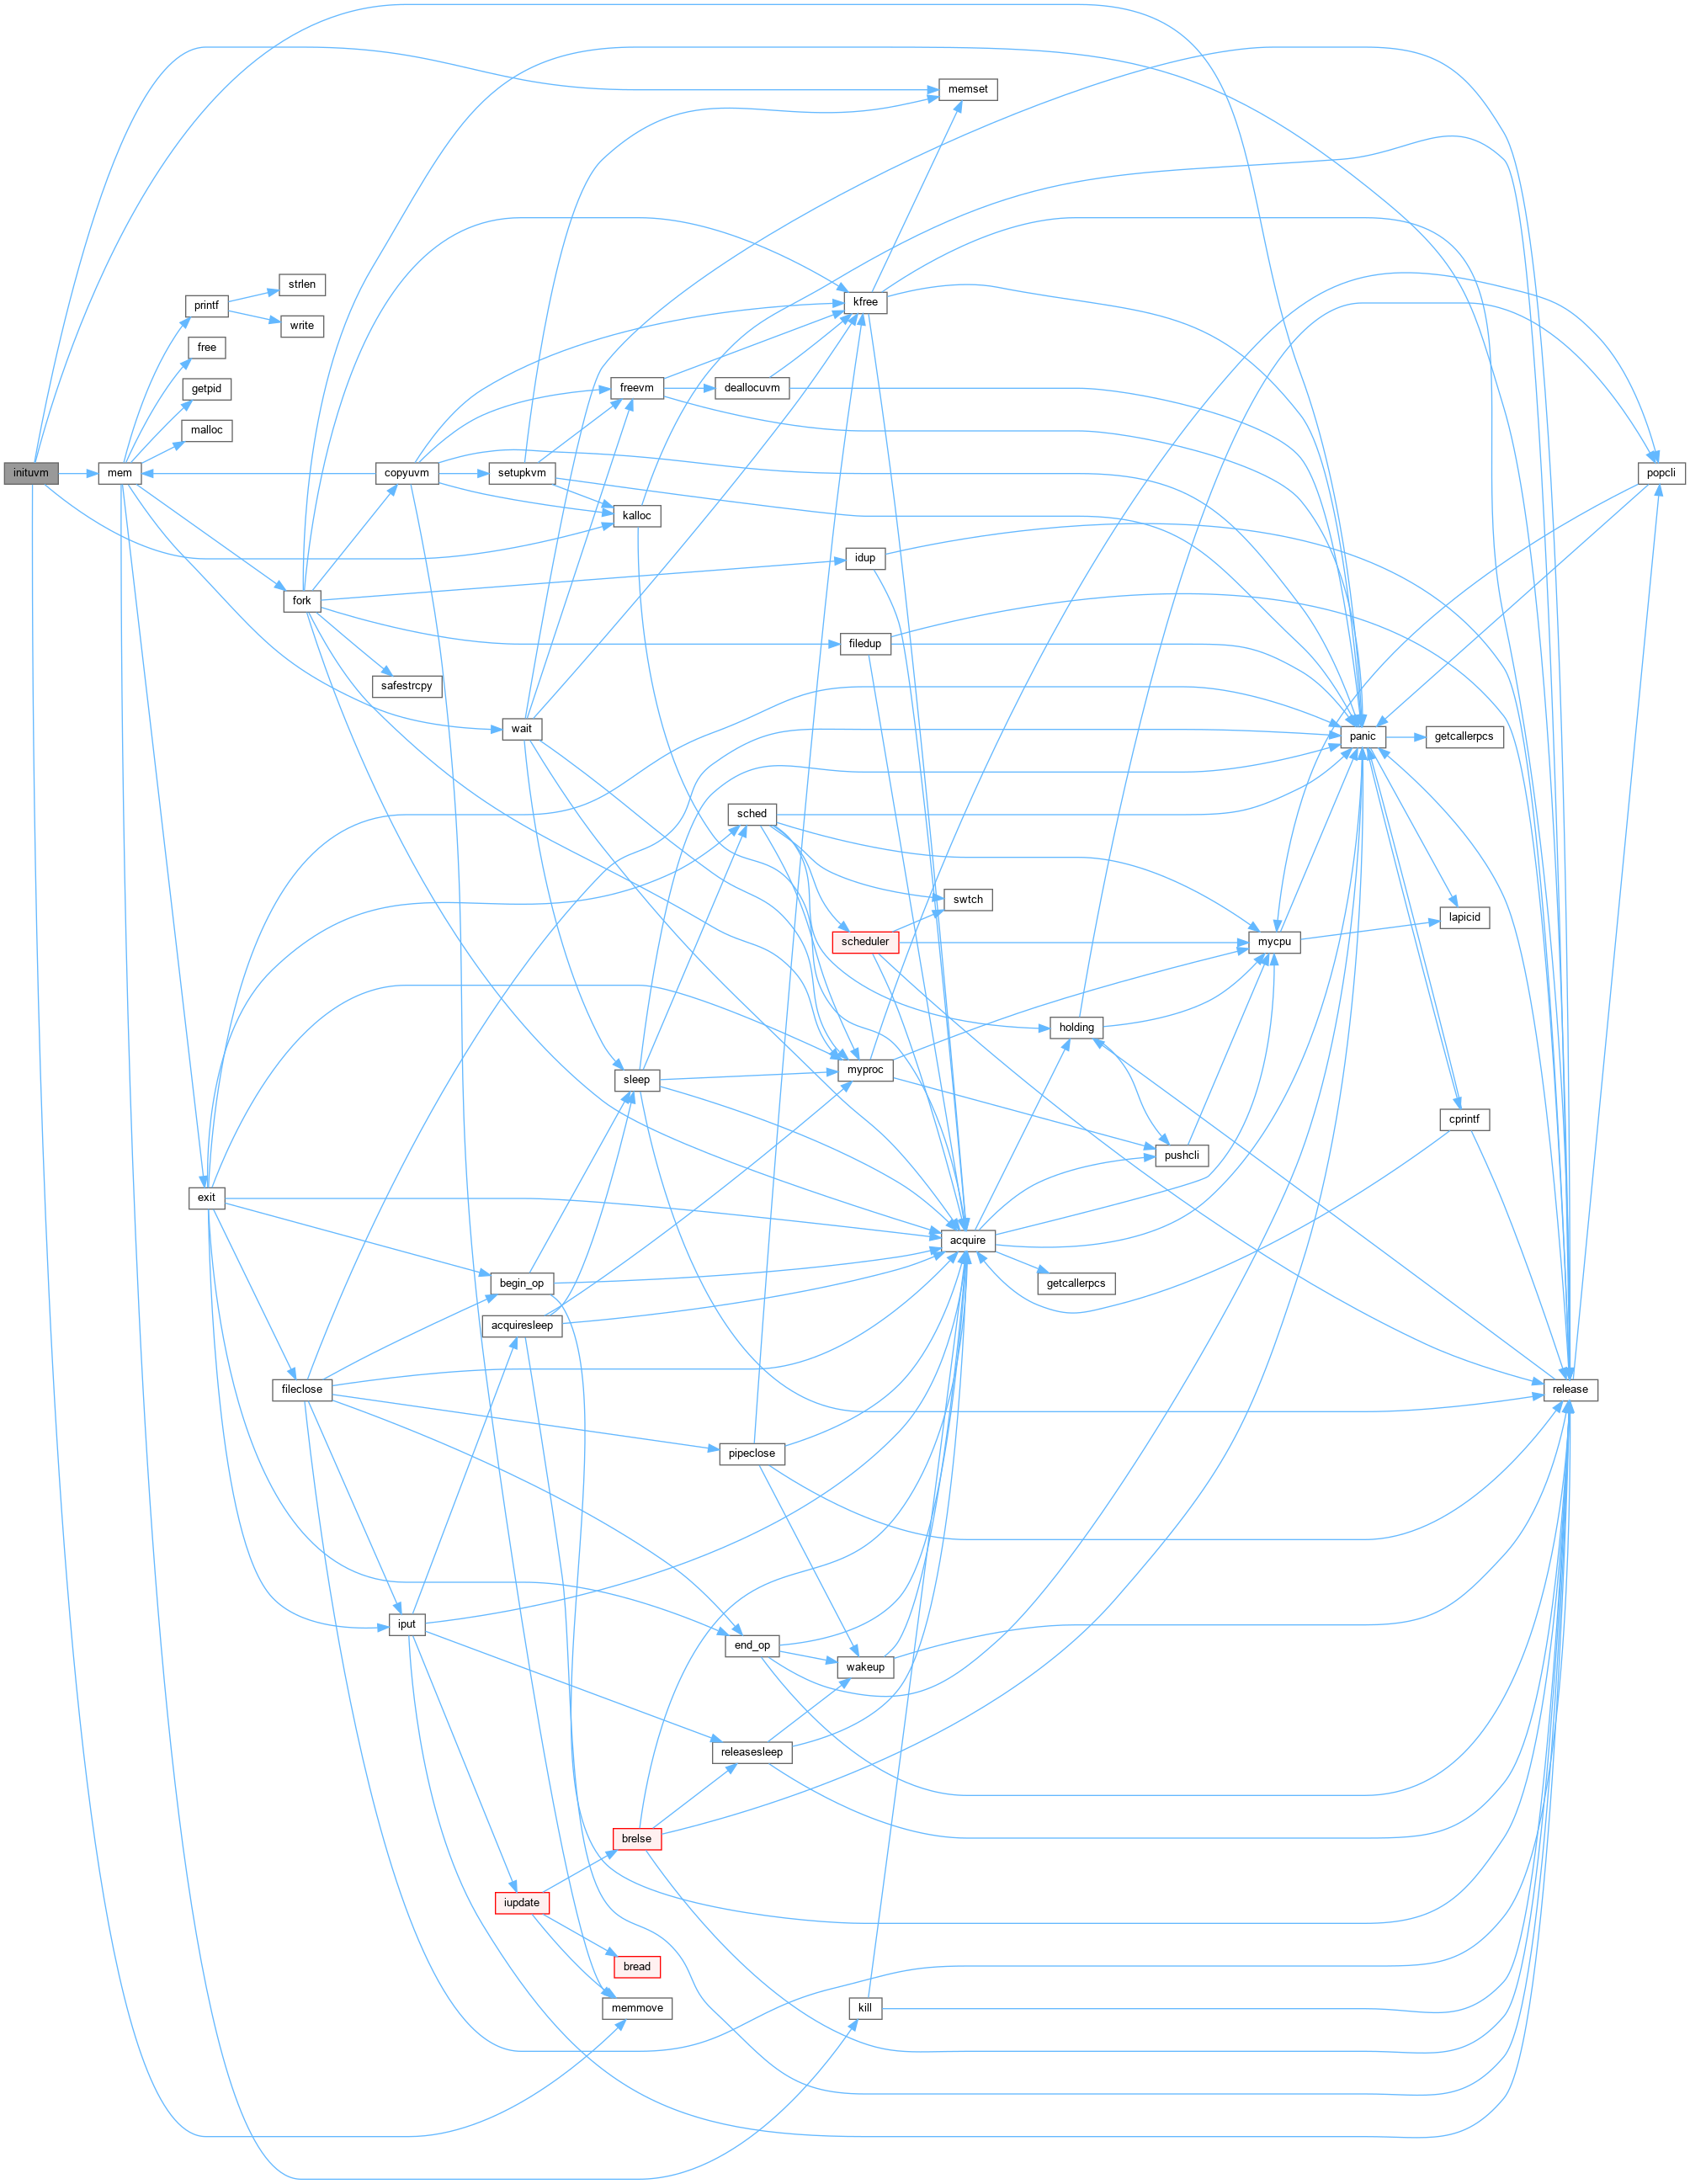 memset
strlen
printf
write
kfree
free
getpid
freevm
deallocuvm
malloc
inituvm
mem
copyuvm
setupkvm
popcli
kalloc
idup
fork
filedup
safestrcpy
wait
panic
getcallerpcs
sched
swtch
lapicid
scheduler
mycpu
holding
sleep
myproc
cprintf
pushcli
exit
acquire
begin_op
getcallerpcs
acquiresleep
fileclose
release
pipeclose
iput
end_op
wakeup
releasesleep
brelse
iupdate
bread
memmove
kill